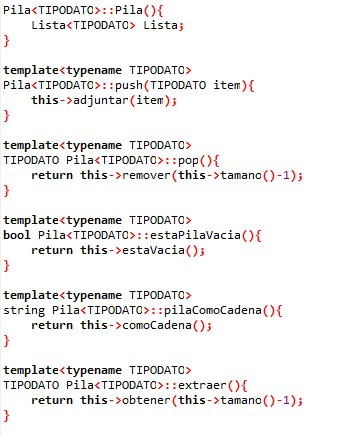 Pila<TIPODATO>::Pila(){
    Lista<TIPODATO> Lista;
}

template<typename TIPODATO>
Pila<TIPODATO>::push(TIPODATO item){
    this->adjuntar(item);
}

template<typename TIPODATO>
TIPODATO Pila<TIPODATO>::pop(){
    return this->remover(this->tamano()-1);
}

template<typename TIPODATO>
bool Pila<TIPODATO>::estaPilaVacia(){
    return this->estaVacia();
}

template<typename TIPODATO>
string Pila<TIPODATO>::pilaComoCadena(){
    return this->comoCadena();
}

template<typename TIPODATO>
TIPODATO Pila<TIPODATO>::extraer(){
    return this->obtener(this->tamano()-1);
}